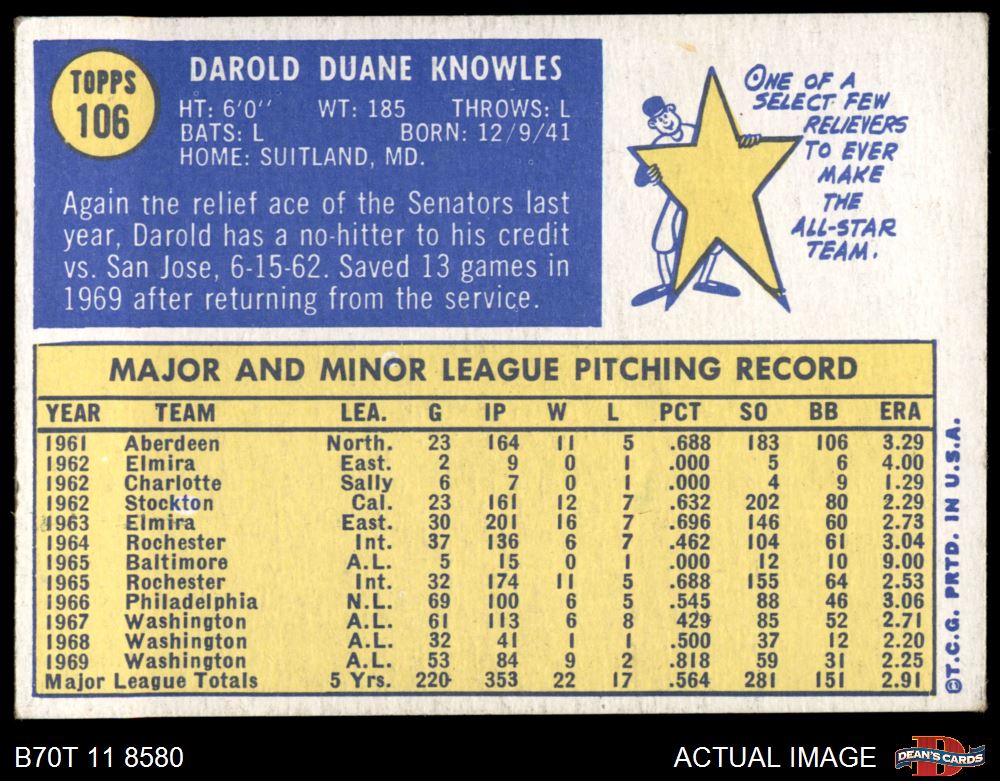 TOPPS
106
DAROLD DUANE KNOWLES
HT: 6'0" WT: 185 THROWS: L
BATS: L BORN: 12/9/41
HOME: SUITLAND, MD.
Again the relief ace of the Senators last
year, Darold has a no-hitter to his credit
vs. San Jose, 6-15-62. Saved 13 games in
1969 after returning from the service.
ONE OF A
SELECT FEW
RELIEVERS
TO EVER
MAKE
THE
ALL-STAR
TEAM.
MAJOR AND MINOR LEAGUE PITCHING RECORD
YEAR TEAM LEA. G IP W L PCT SO BB ERA
1961 Aberdeen North. 23 164 11 5 .688 183 106 3.29
1962 Elmira East. 2 9 0 1 .000 5 6 4.00
1962 Charlotte Sally 6 7 0 1 .000 4 9 1.29
1962 Stockton Cal. 23 161 12 7 .632 202 80 2.29
1963 Elmira East. 30 201 16 7 .696 146 60 2.73
1964 Rochester Int. 37 136 6 7 .462 104 61 3.04
1965 Baltimore A.L. 5 15 0 1 .000 12 10 9.00
1965 Rochester Int. 32 174 11 5 .688 155 64 2.53
1966 Philadelphia N.L. 69 100 6 5 .545 88 46 3.06
1967 Washington A.L. 61 113 6 8 .429 85 52 2.71
1968 Washington A.L. 32 41 1 1 .500 37 12 2.20
1969 Washington A.L. 53 84 9 2 .818 59 31 2.25
Major League Totals 5 Yrs. 220 353 22 17 .564 281 151 2.91
©T.C.G. PRTD. IN U.S.A.
B70T 11 8580
ACTUAL IMAGE
D
DEAN'S CARDS